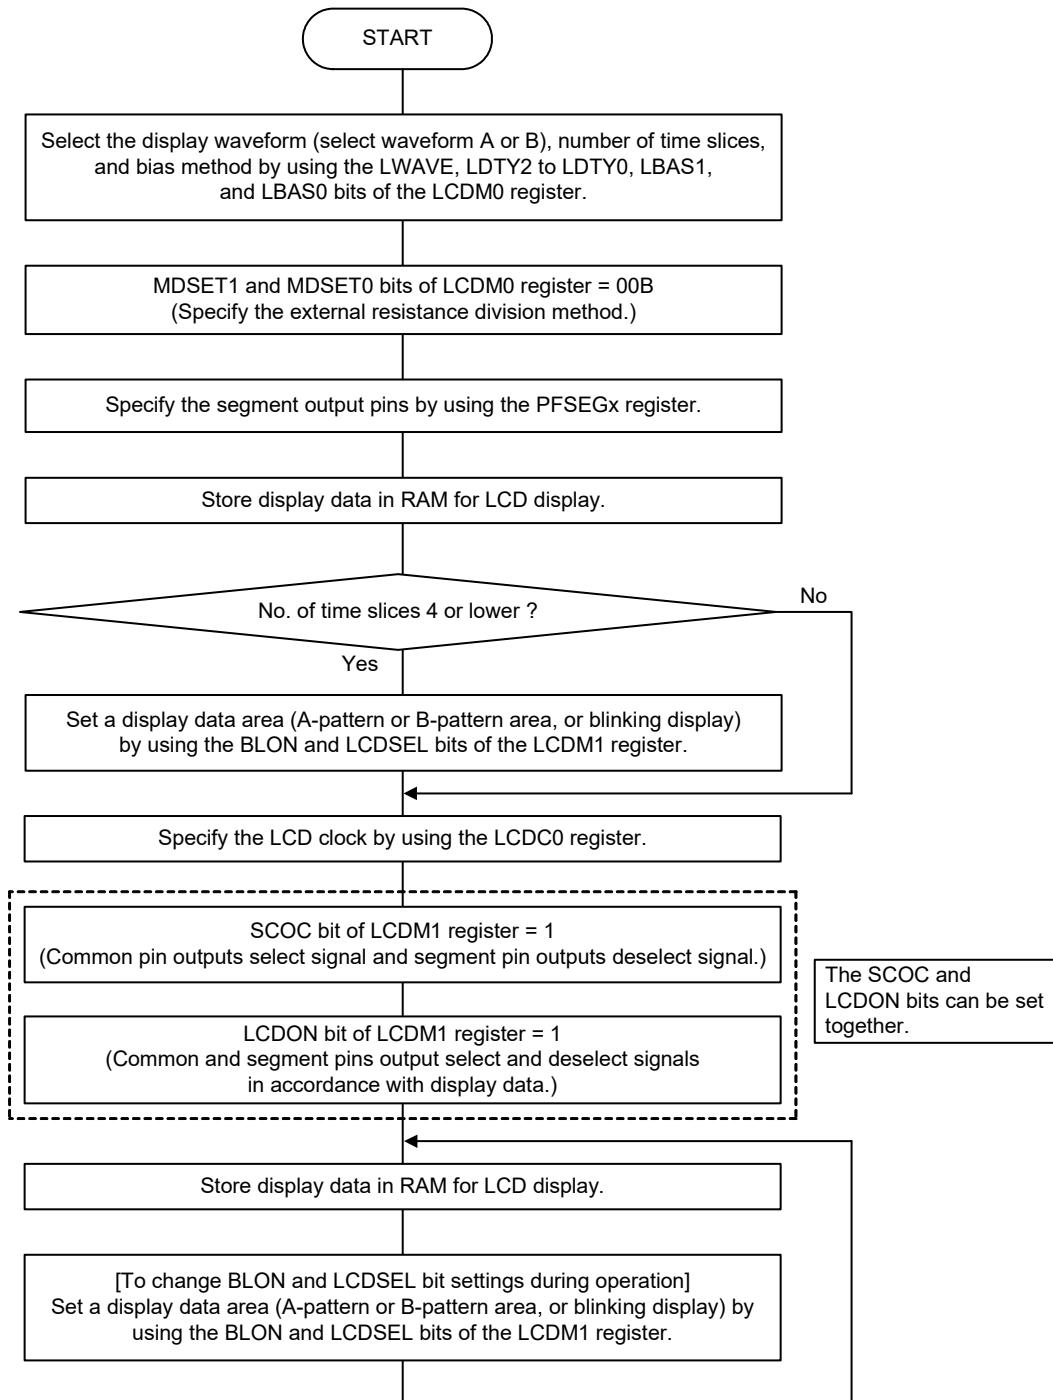 START
Select the display waveform (select waveform A or B), number of time slices,
and bias method by using the LWAVE, LDTY2 to LDTY0, LBAS1,
and LBAS0 bits of the LCDM0 register.
MDSET1 and MDSET0 bits of LCDM0 register = 00B
(Specify the external resistance division method.)
Specify the segment output pins by using the PFSEGx register.
Store display data in RAM for LCD display.
No. of time slices 4 or lower ?
No
Yes
Set a display data area (A-pattern or B-pattern area, or blinking display)
by using the BLON and LCDSEL bits of the LCDM1 register.
Specify the LCD clock by using the LCDC0 register.
SCOC bit of LCDM1 register = 1
(Common pin outputs select signal and segment pin outputs deselect signal.)
The SCOC and
LCDON bits can be set
together.
LCDON bit of LCDM1 register = 1
(Common and segment pins output select and deselect signals
in accordance with display data.)
Store display data in RAM for LCD display.
[To change BLON and LCDSEL bit settings during operation]
Set a display data area (A-pattern or B-pattern area, or blinking display) by
using the BLON and LCDSEL bits of the LCDM1 register.